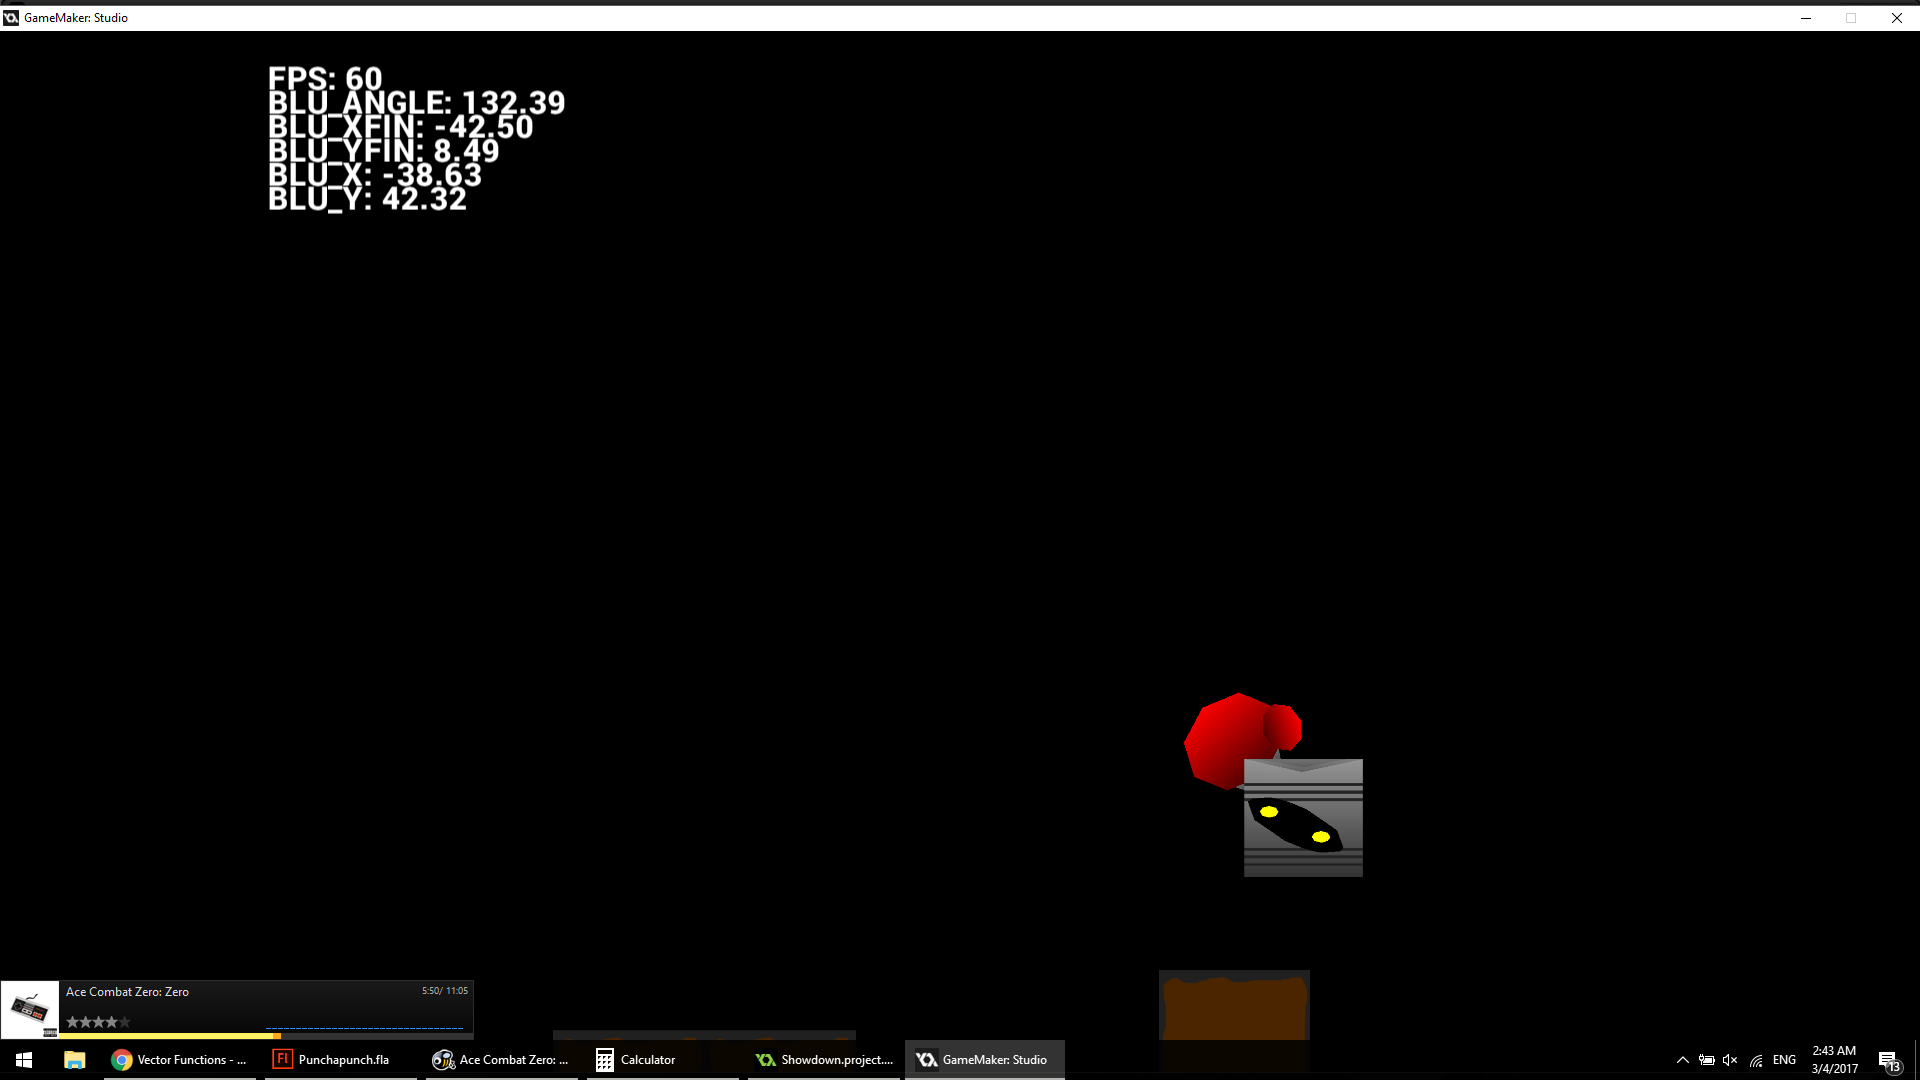 GameMaker: Studio
FPS: 60
BLU_ANGLE: 132.39
BLU_XFIN: -42.50
BLU_YFIN: 8.49
BLU_X: -38.63
BLU_Y: 42.32
Ace Combat Zero: Zero
5:50/ 11:05
Vector Functions - ...
Fl
Punchapunch.fla
Ace Combat Zero: ...
Calculator
Showdown.project....
GameMaker: Studio
ENG
2:43 AM
3/4/2017
13